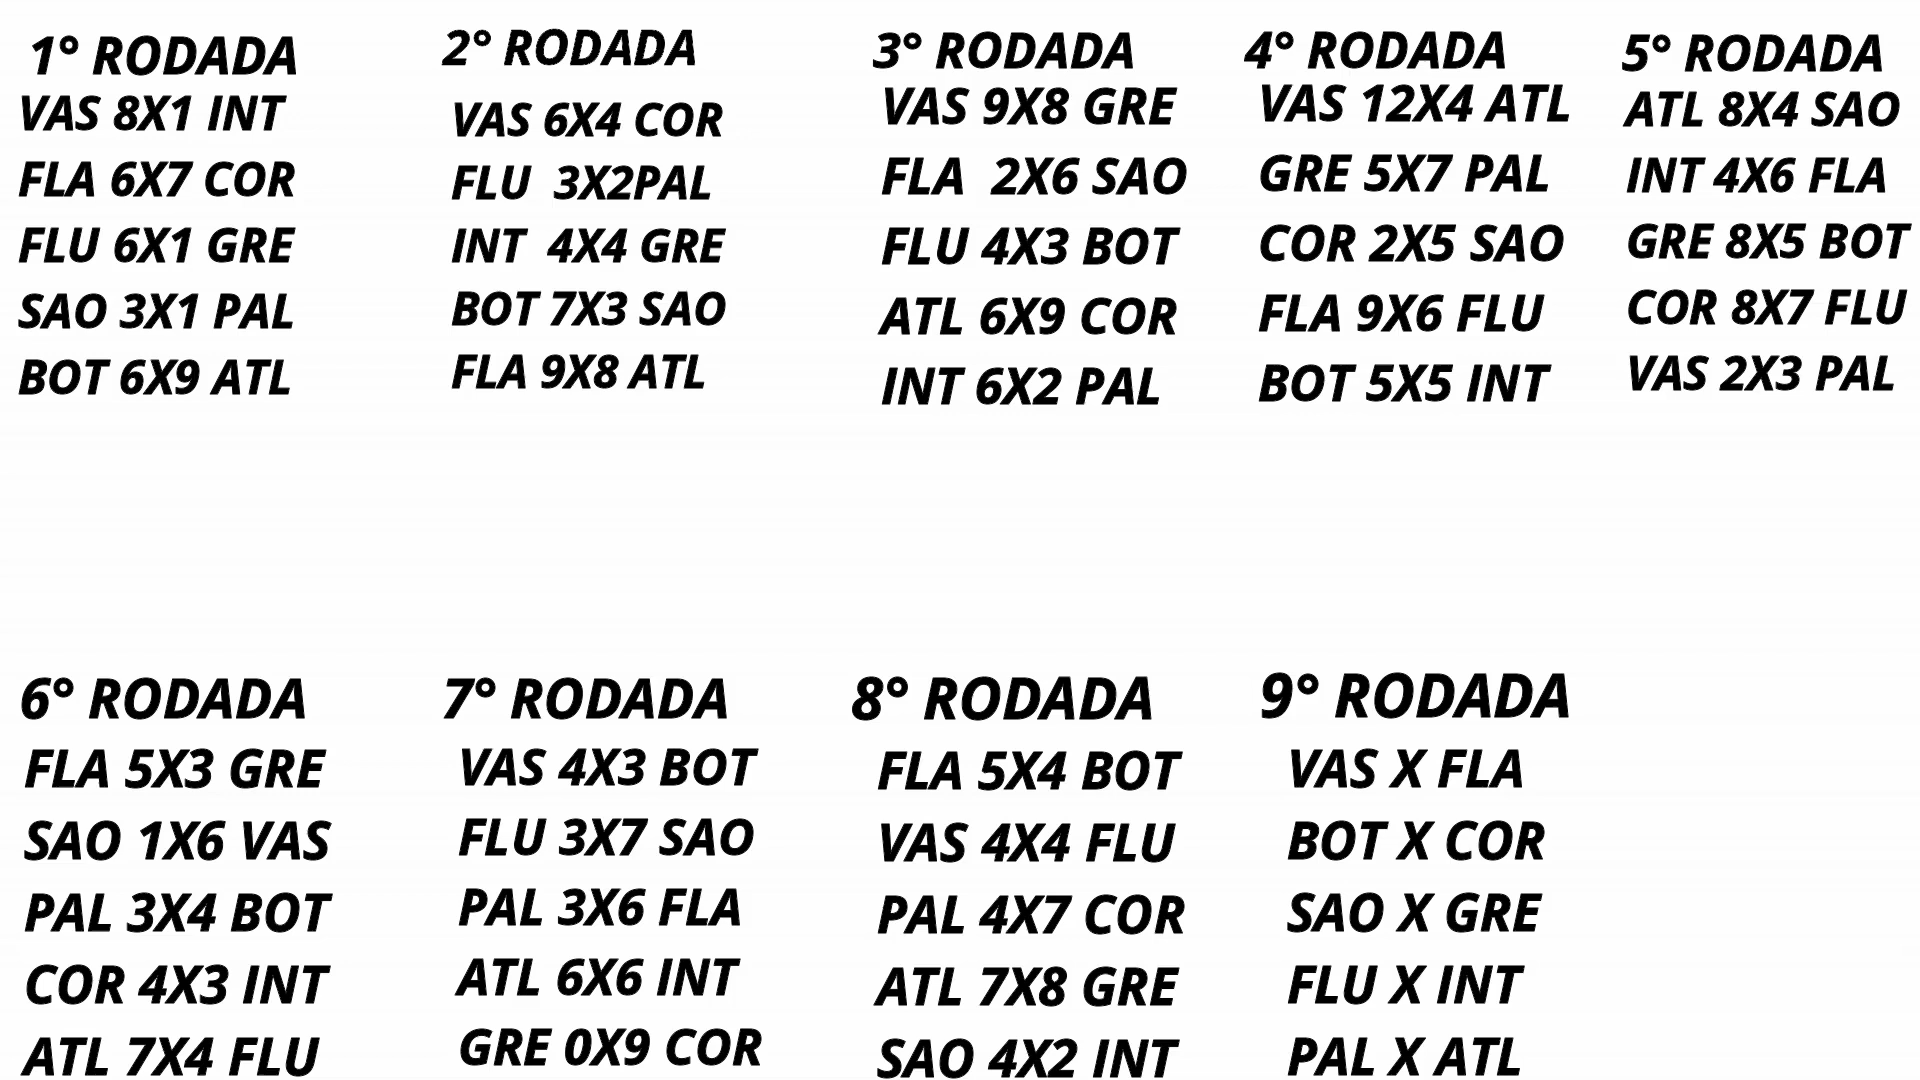 1° RODADA
VAS 8X1 INT
FLA 6X7 COR
FLU 6X1 GRE
SAO 3X1 PAL
BOT 6X9 ATL
2° RODADA
VAS 6X4 COR
FLU  3X2PAL
INT  4X4 GRE
BOT 7X3 SAO
FLA 9X8 ATL
3° RODADA
VAS 9X8 GRE
FLA  2X6 SAO
FLU 4X3 BOT
ATL 6X9 COR
INT 6X2 PAL
4° RODADA
VAS 12X4 ATL
GRE 5X7 PAL
COR 2X5 SAO
FLA 9X6 FLU
BOT 5X5 INT
5° RODADA
ATL 8X4 SAO
INT 4X6 FLA
GRE 8X5 BOT
COR 8X7 FLU
VAS 2X3 PAL
6° RODADA
FLA 5X3 GRE
SAO 1X6 VAS
PAL 3X4 BOT
COR 4X3 INT
ATL 7X4 FLU
7° RODADA
VAS 4X3 BOT
FLU 3X7 SAO
PAL 3X6 FLA
ATL 6X6 INT
GRE 0X9 COR
8° RODADA
FLA 5X4 BOT
VAS 4X4 FLU
PAL 4X7 COR
ATL 7X8 GRE
SAO 4X2 INT
9° RODADA
VAS X FLA
BOT X COR
SAO X GRE
FLU X INT
PAL X ATL